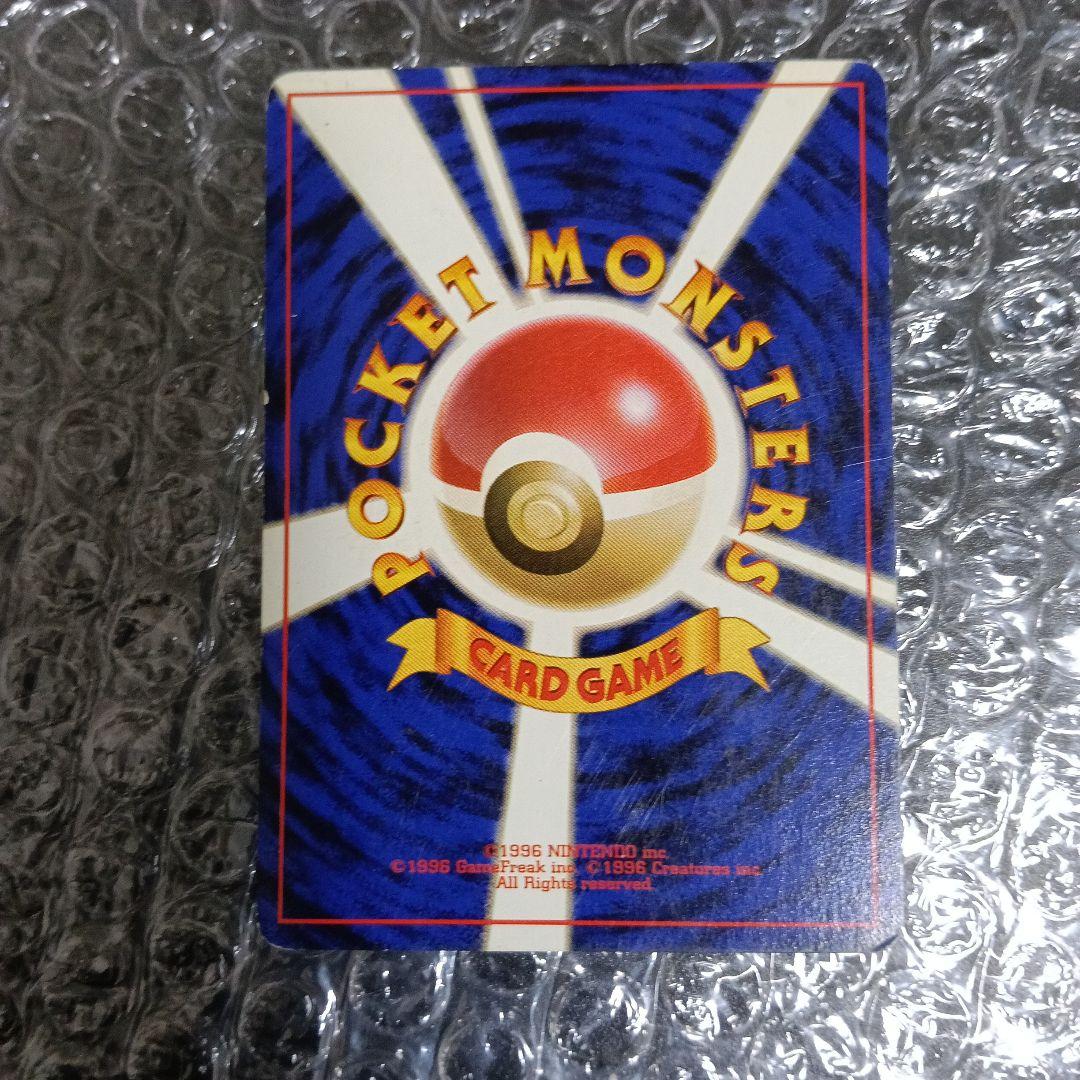 POCKET MONSTERS
CARD GAME
©1996 NINTENDO inc.
©1996 GameFreak inc. ©1996 Creatures inc.
All Rights reserved.